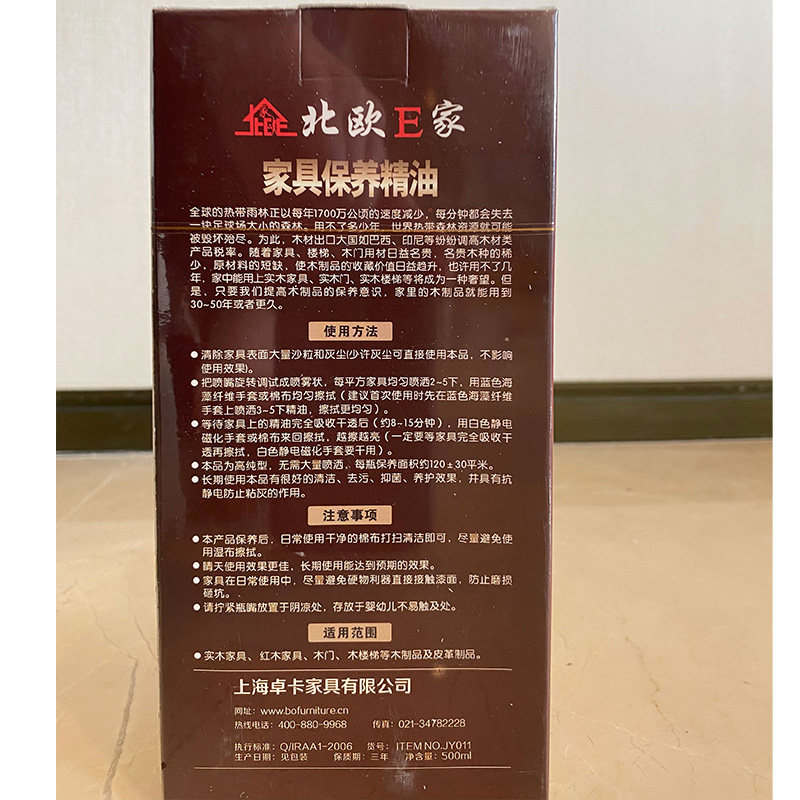 北欧E家
家具保养精油
全球的热带雨林正以每年1700万公顷的速度减少，每分钟都会失去
一块足球场大小的森林。用不了多少年，世界热带森林资源就可能
被毁坏殆尽。为此，木材出口大国如巴西、印尼等纷纷调高木材类
产品税率。随着家具、楼梯、木门用材日益名贵，名贵木种的稀
少，原材料的短缺，使木制品的收藏价值日益趋升，也许用不了几
年，家中能用上实木家具、实木门、实木楼梯等将成为一种奢望。但
是，只要我们提高木制品的保养意识，家里的木制品就能用到
30~50年或者更久。
使用方法
●清除家具表面大量沙粒和灰尘(少许灰尘可直接使用本品，不影响
使用效果)。
●把喷嘴旋转调试成喷雾状，每平方家具均匀喷洒2~5下，用蓝色海
藻纤维手套或棉布均匀擦拭（建议首次使用时先在蓝色海藻纤维
手套上喷洒3~5下精油，擦拭更均匀）。
●等待家具上的精油完全吸收干透后（约8~15分钟），用白色静电
磁化手套或棉布来回擦拭，越擦越亮（一定要等家具完全吸收干
透再擦拭，白色静电磁化手套要干用）。
●本品为高纯型，无需大量喷洒，每瓶保养面积约120±30平米。
●长期使用本品有很好的清洁、去污、抑菌、养护效果，并具有抗
静电防止粘灰的作用。
注意事项
●本产品保养后，日常使用干净的棉布打扫清洁即可，尽量避免使
用湿布擦拭。
●晴天使用效果更佳，长期使用能达到预期的效果。
●家具在日常使用中，尽量避免硬物利器直接接触漆面，防止磨损
砸坑。
●请拧紧瓶嘴放置于阴凉处，存放于婴幼儿不易触及处。
适用范围
●实木家具、红木家具、木门、木楼梯等木制品及皮革制品。
上海卓卡家具有限公司
网址：www.bofurniture.cn
热线电话：400-880-9968 传真：021-34782228
执行标准：Q/IRAA1-2006 货号：ITEM NO.JY011
生产日期：见包装 保质期：三年 净含量：500ml